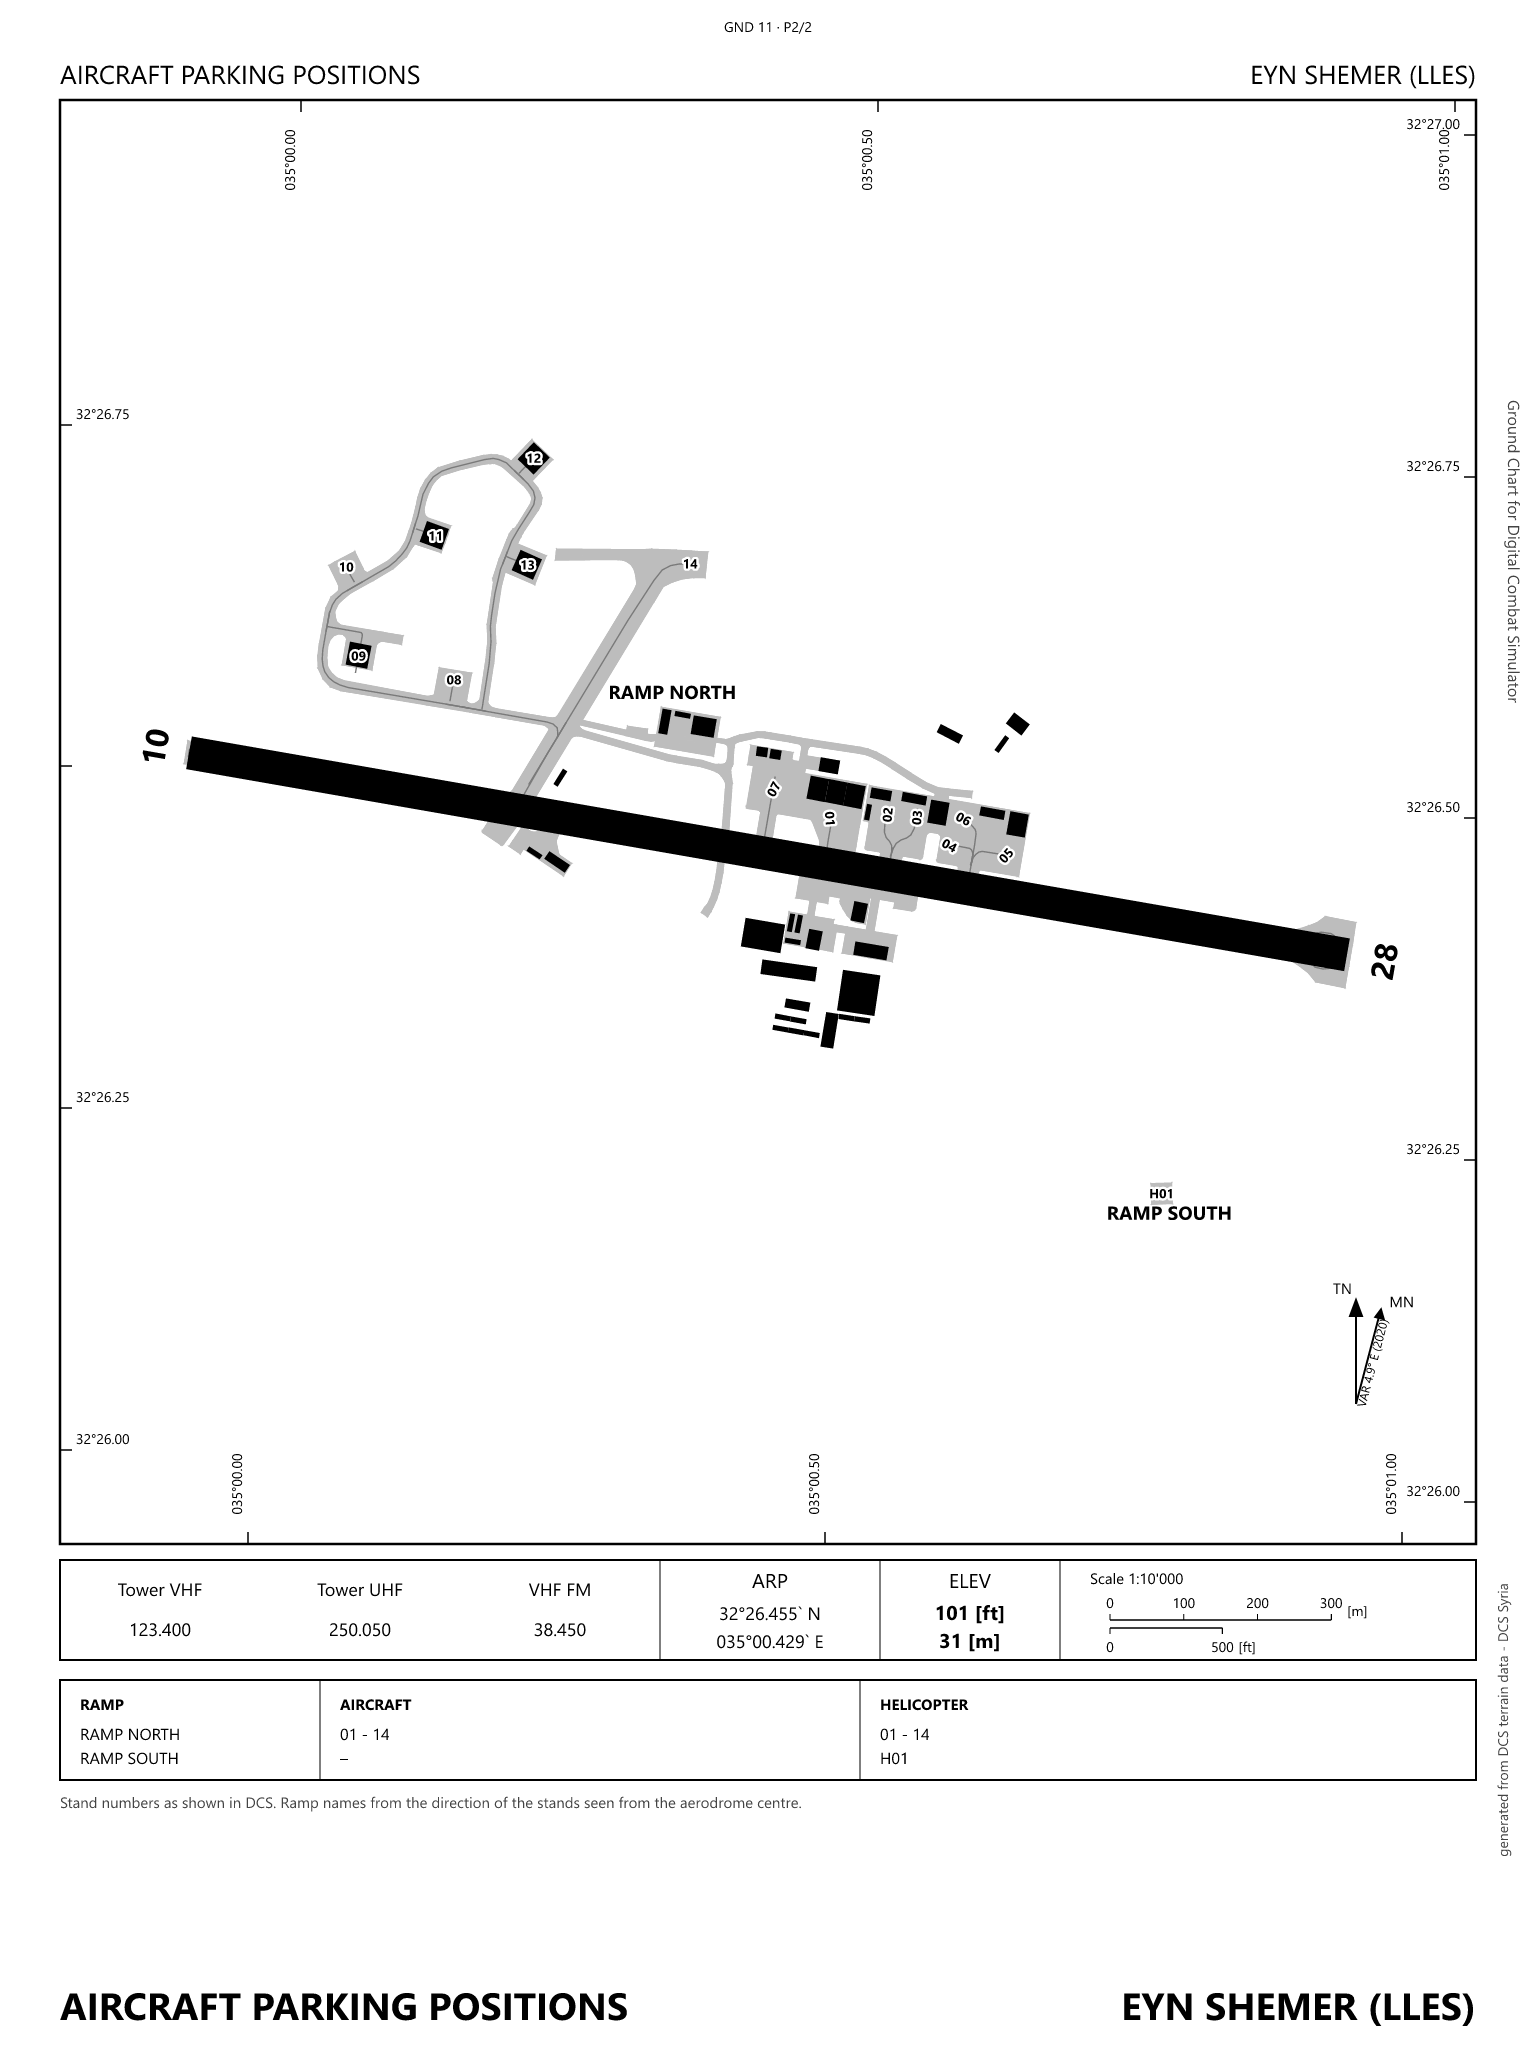 GND 11 · P2/2
AIRCRAFT PARKING POSITIONS
EYN SHEMER (LLES)
035°00.00
035°00.50
035°01.00
32°27.00
32°26.75
32°26.75
12
11
13
10
14
09
08
RAMP NORTH
10
07
01
02
03
06
04
05
32°26.50
28
32°26.25
32°26.25
H01
RAMP SOUTH
TN
MN
VAR 4.9° E (2020)
32°26.00
035°00.00
035°00.50
035°01.00
32°26.00
Ground Chart for Digital Combat Simulator
Tower VHF
123.400
Tower UHF
250.050
VHF FM
38.450
ARP
32°26.455` N
035°00.429` E
ELEV
101 [ft]
31 [m]
Scale 1:10'000
0 100 200 300 [m]
0 500 [ft]
RAMP AIRCRAFT HELICOPTER
RAMP NORTH 01 - 14 01 - 14
RAMP SOUTH – H01
Stand numbers as shown in DCS. Ramp names from the direction of the stands seen from the aerodrome centre.
generated from DCS terrain data - DCS Syria
AIRCRAFT PARKING POSITIONS
EYN SHEMER (LLES)